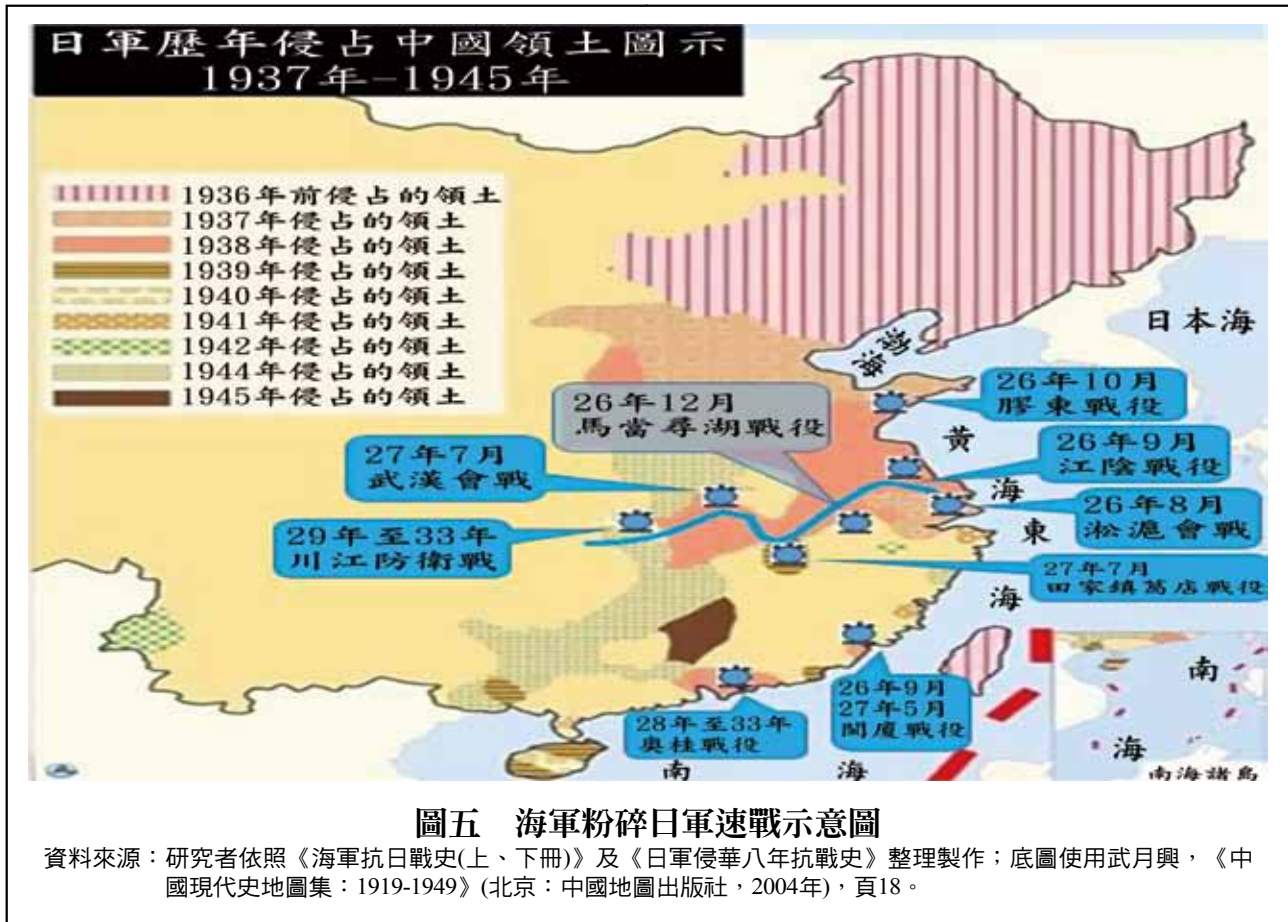 日軍歷年侵占中國領土圖示
1937年-1945年
1936年前侵占的領土
1937年侵占的領土
1938年侵占的領土
1939年侵占的領土
1940年侵占的領土
1941年侵占的領土
1942年侵占的領土
1944年侵占的領土
1945年侵占的領土
日本海
渤海
26年10月
膠東戰役
26年12月
馬當尋湖戰役
黃海
26年9月
江陰戰役
27年7月
武漢會戰
26年8月
淞滬會戰
29年至33年
川江防衛戰
東海
27年7月
田家鎮葛店戰役
26年9月
27年5月
閩廈戰役
28年至33年
奧桂戰役
南海
南海
南海諸島
圖五 海軍粉碎日軍速戰示意圖
資料來源：研究者依照《海軍抗日戰史(上、下冊)》及《日軍侵華八年抗戰史》整理製作；底圖使用武月興，《中
國現代史地圖集：1919-1949》(北京：中國地圖出版社，2004年)，頁18。